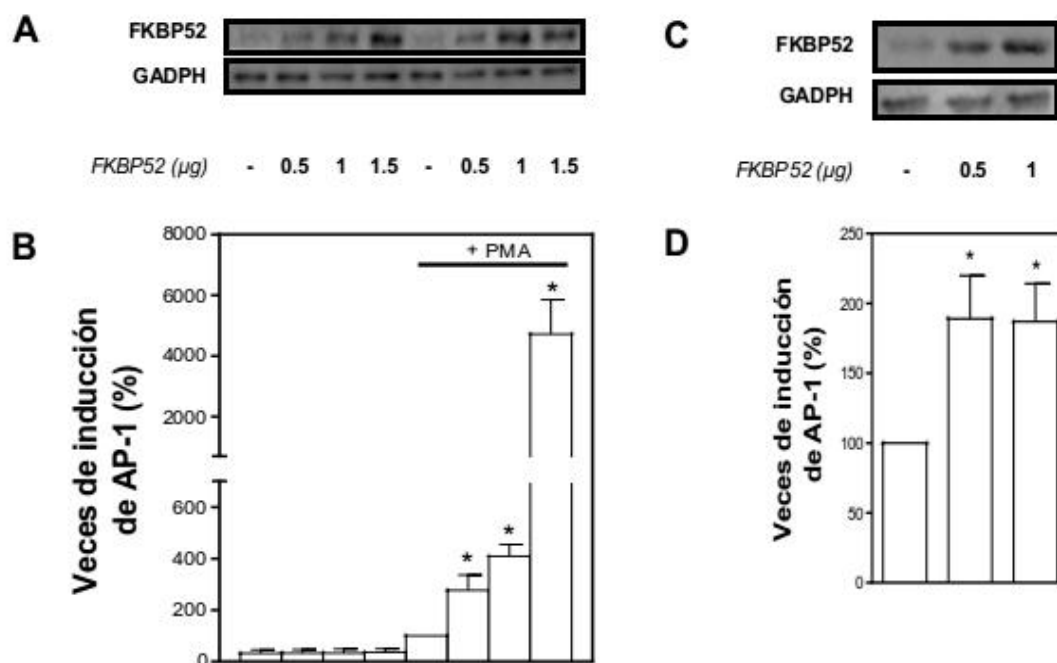 A
FKBP52
GADPH
FKBP52 (µg) - 0.5 1 1.5 - 0.5 1 1.5
B
Veces de inducción
de AP-1 (%)
8000
6000
4000
2000
600
400
200
0
+ PMA
*
*
*
C
FKBP52
GADPH
FKBP52 (µg) - 0.5 1
D
Veces de inducción
de AP-1 (%)
250
200
150
100
50
0
* *